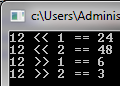 c:\Users\Adminis
12 << 1 == 24
12 << 2 == 48
12 >> 1 == 6
12 >> 2 == 3